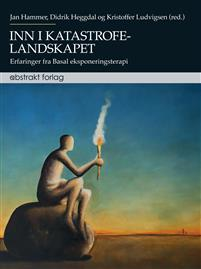 Jan Hammer, Didrik Heggdal og Kristoffer Ludvigsen (red.)
INN I KATASTROFE-
LANDSKAPET
Erfaringer fra Basal eksponeringsterapi
abstrakt forlag